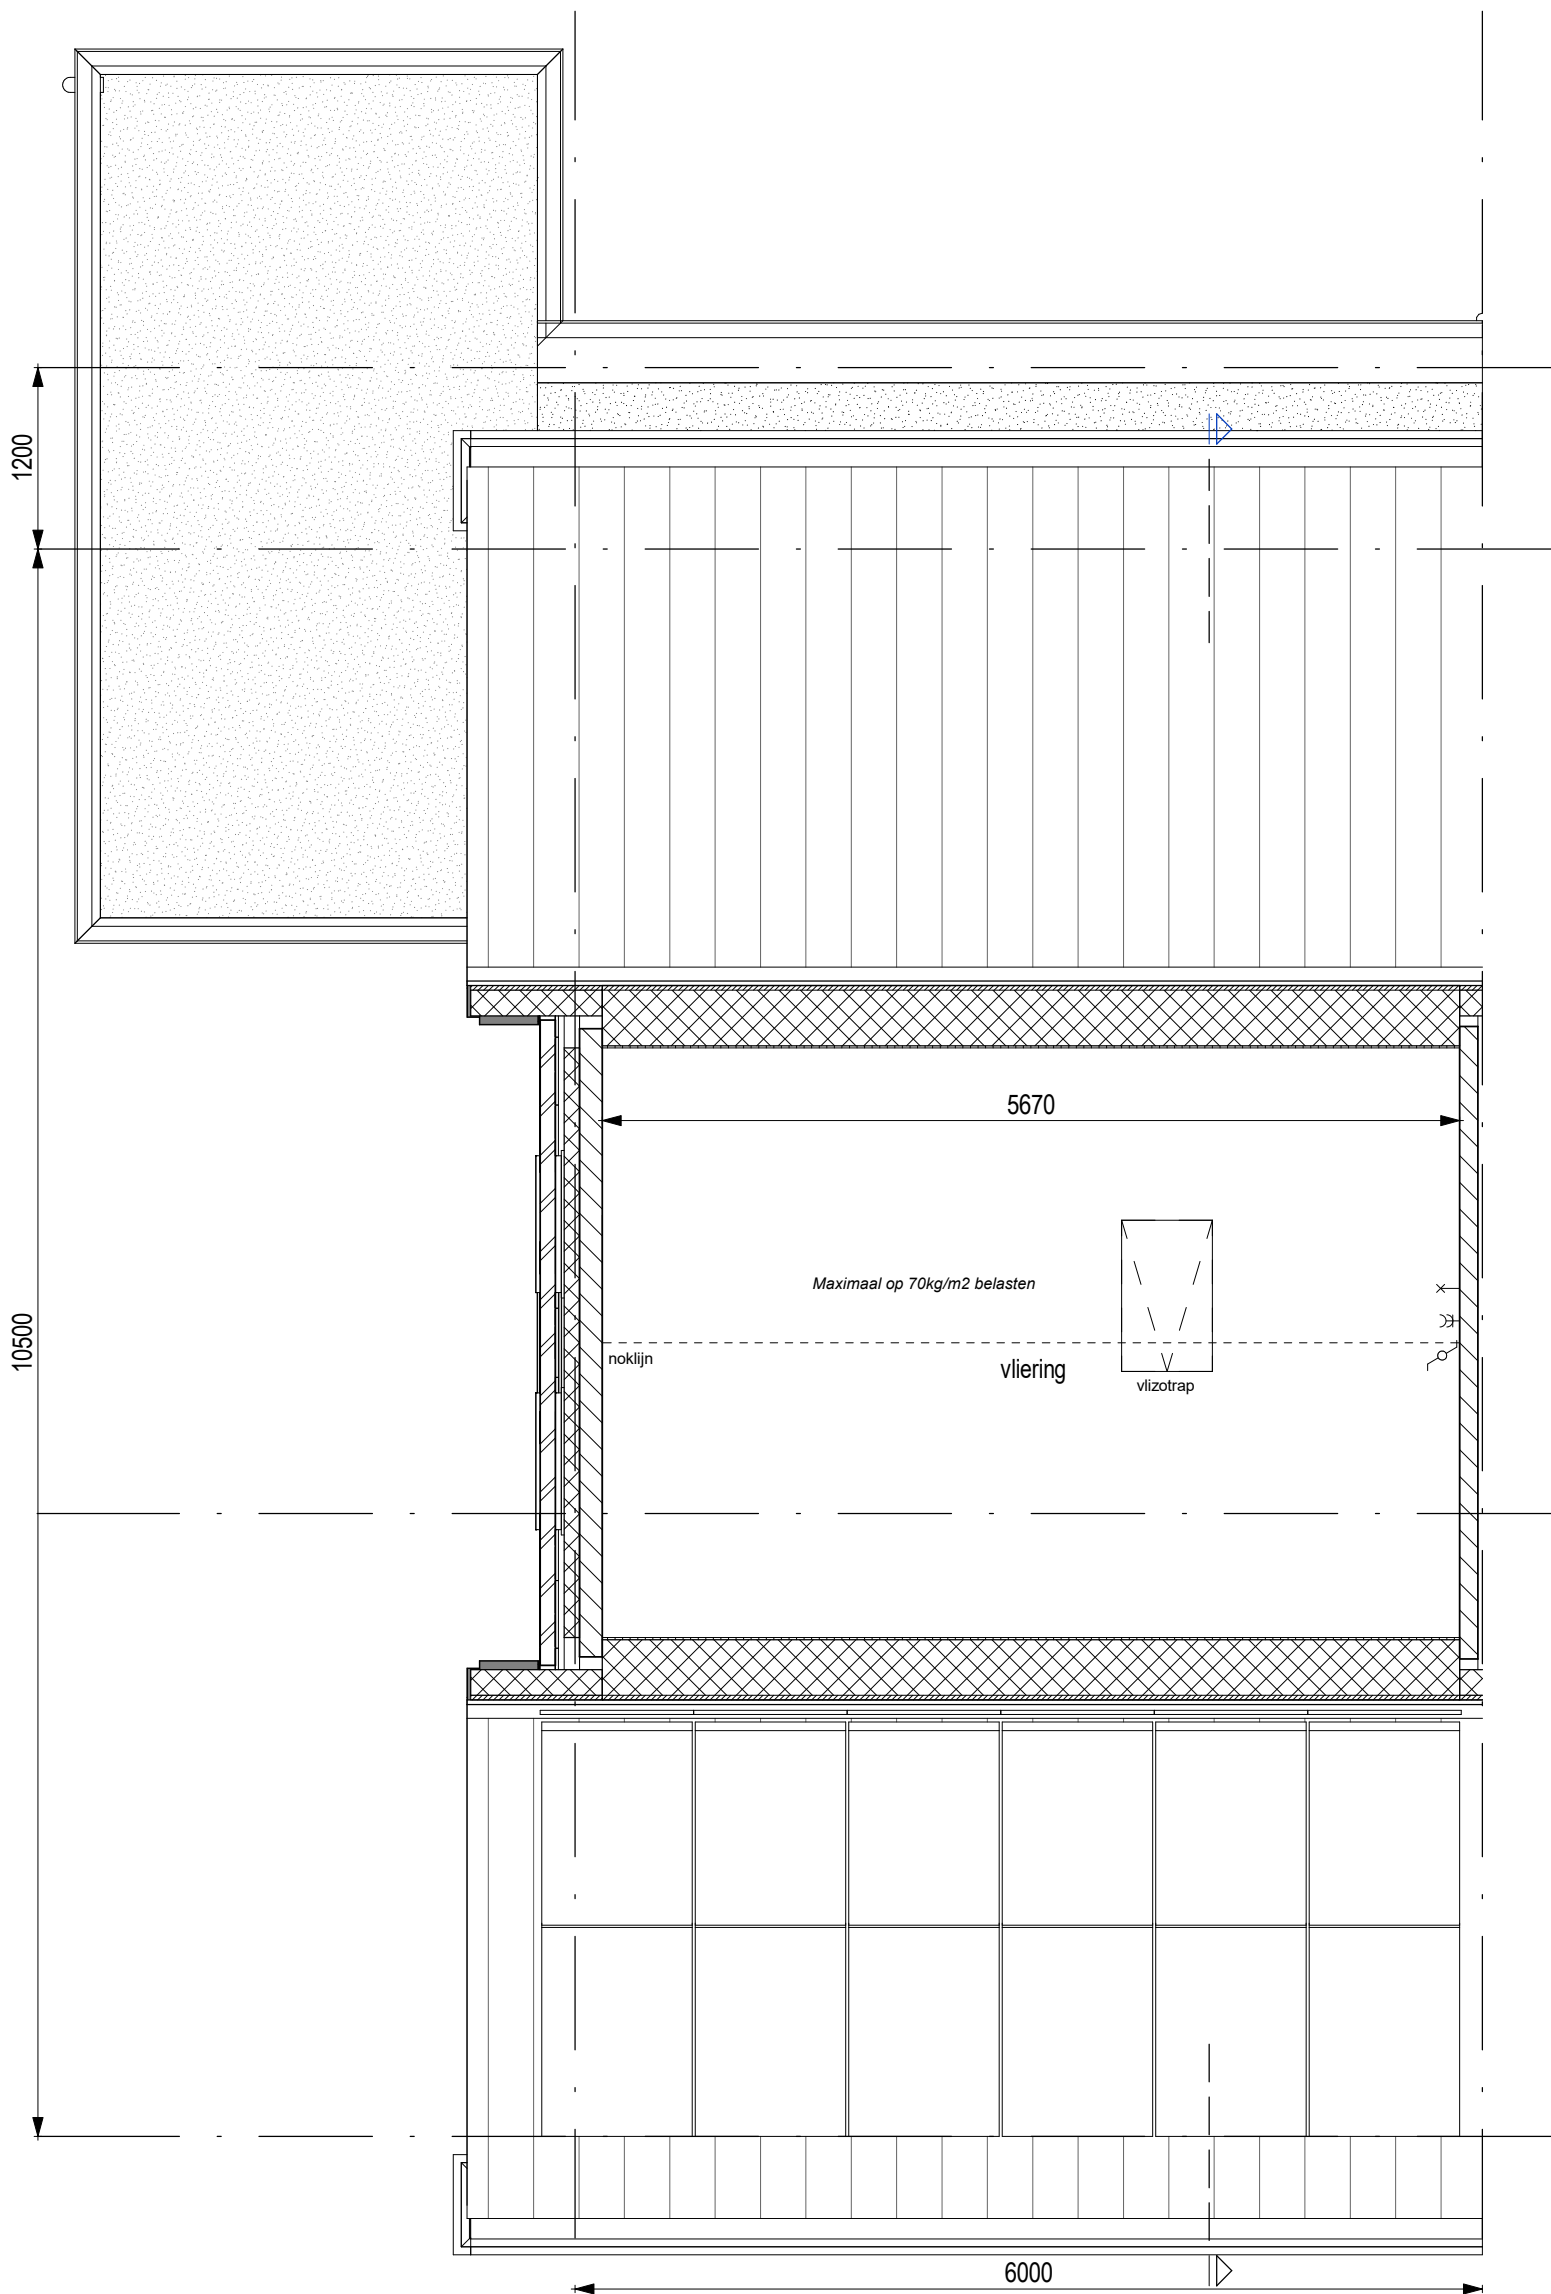 1200
5670
Maximaal op 70kg/m2 belasten
10500
noklijn
vliering
vlizotrap
6000